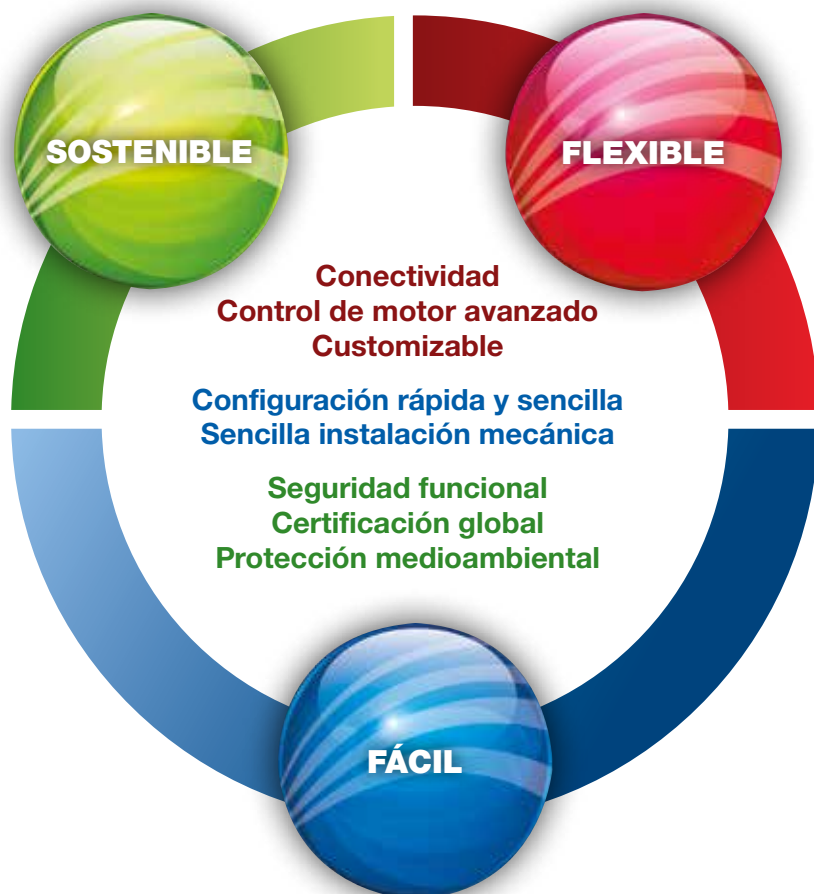 SOSTENIBLE
FLEXIBLE
Conectividad
Control de motor avanzado
Customizable
Configuración rápida y sencilla
Sencilla instalación mecánica
Seguridad funcional
Certificación global
Protección medioambiental
FÁCIL